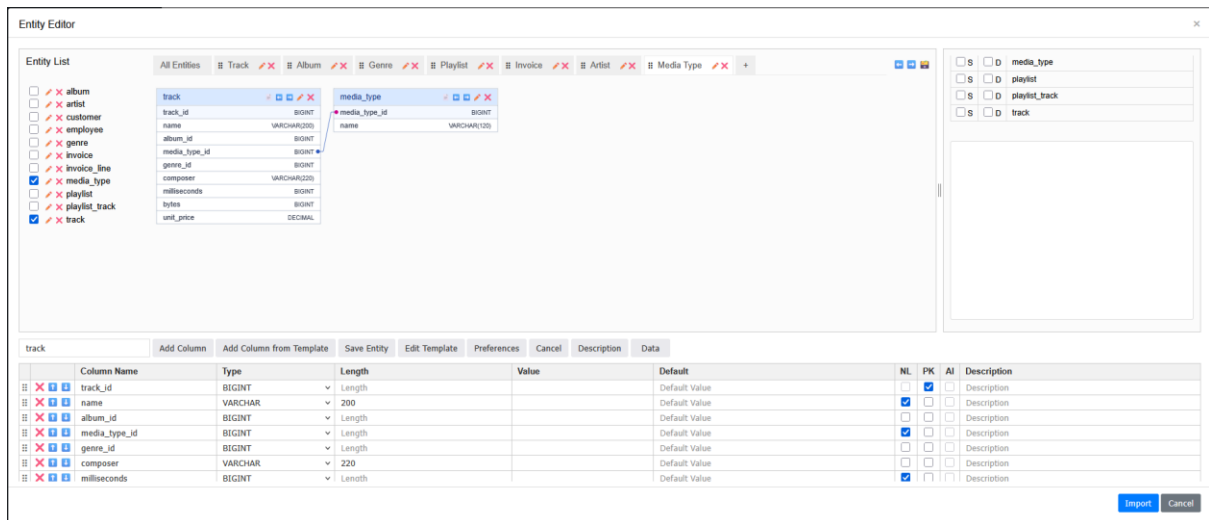 Entity Editor ×
Entity List
All Entities Track Album Genre Playlist Invoice Artist Media Type +
album
artist
customer
employee
genre
invoice
invoice_line
media_type
playlist
playlist_track
track
track
track_id BIGINT
name VARCHAR(200)
album_id BIGINT
media_type_id BIGINT
genre_id BIGINT
composer VARCHAR(220)
milliseconds BIGINT
bytes BIGINT
unit_price DECIMAL
media_type
media_type_id BIGINT
name VARCHAR(120)
S D media_type
S D playlist
S D playlist_track
S D track
track Add Column Add Column from Template Save Entity Edit Template Preferences Cancel Description Data
Column Name Type Length Value Default NL PK AI Description
track_id BIGINT Length Default Value Description
name VARCHAR 200 Default Value Description
album_id BIGINT Length Default Value Description
media_type_id BIGINT Length Default Value Description
genre_id BIGINT Length Default Value Description
composer VARCHAR 220 Default Value Description
milliseconds BIGINT Length Default Value Description
Import Cancel